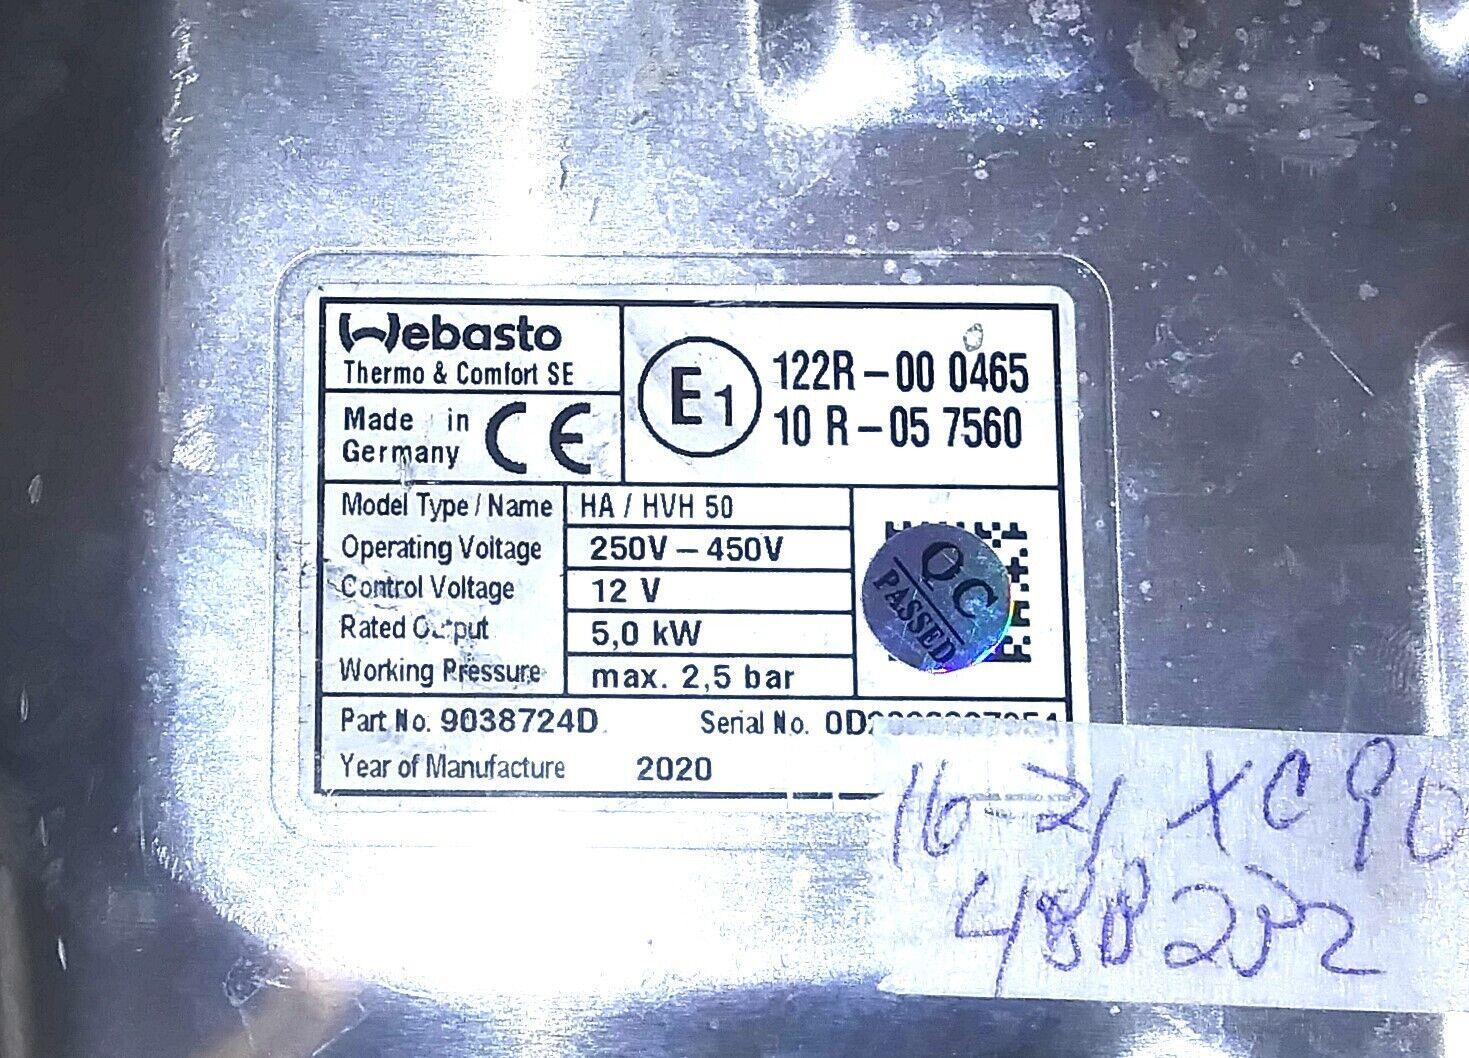 Webasto
Thermo & Comfort SE
Made in
Germany
CE
E1
122R-00 0465
10 R-05 7560
Model Type / Name HA / HVH 50
Operating Voltage 250V-450V
Control Voltage 12 V
Rated Output 5,0 kW
Working Pressure max. 2,5 bar
QC
PASSED
Part No. 9038724D Serial No.
Year of Manufacture 2020
16-21 XC90